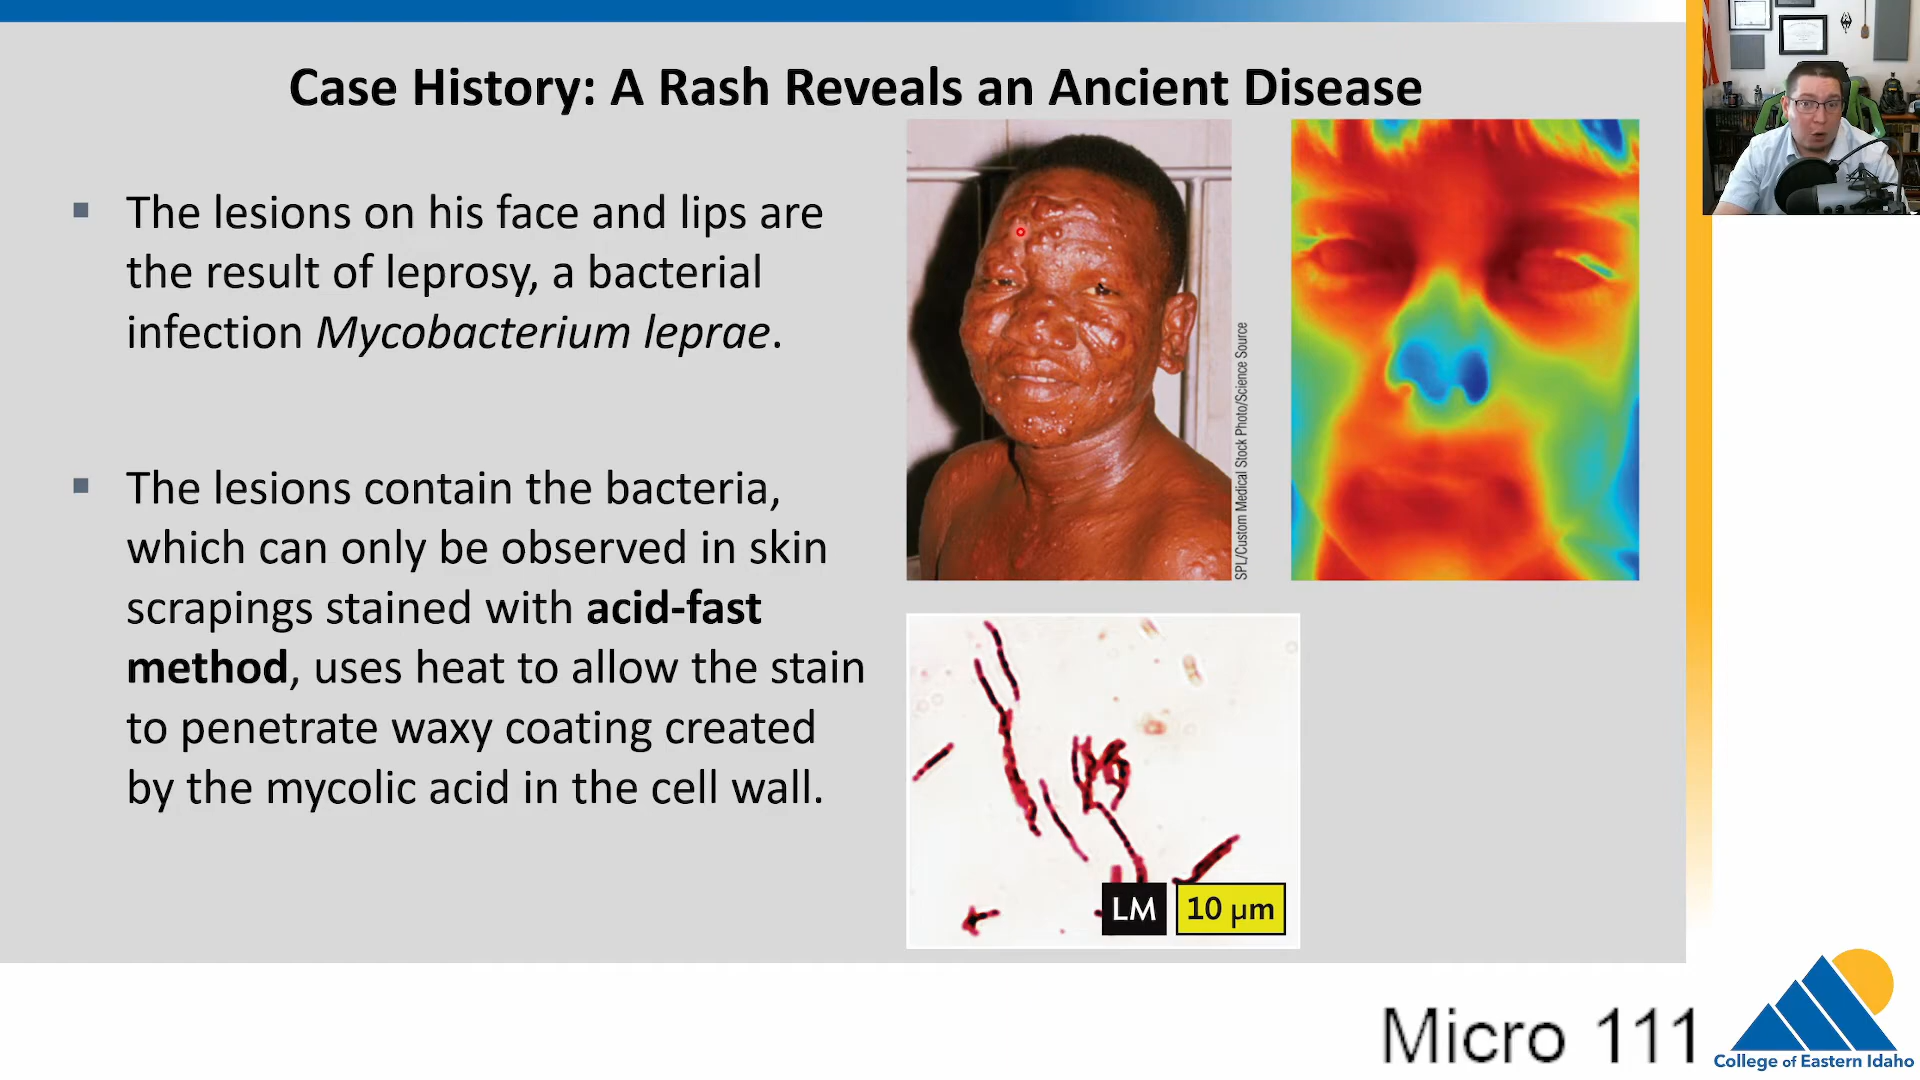 Case History: A Rash Reveals an Ancient Disease
The lesions on his face and lips are
the result of leprosy, a bacterial
infection Mycobacterium leprae.
The lesions contain the bacteria,
which can only be observed in skin
scrapings stained with acid-fast
method, uses heat to allow the stain
to penetrate waxy coating created
by the mycolic acid in the cell wall.
SPL/Custom Medical Stock Photo/Science Source
LM
10 µm
Micro 111
College of Eastern Idaho